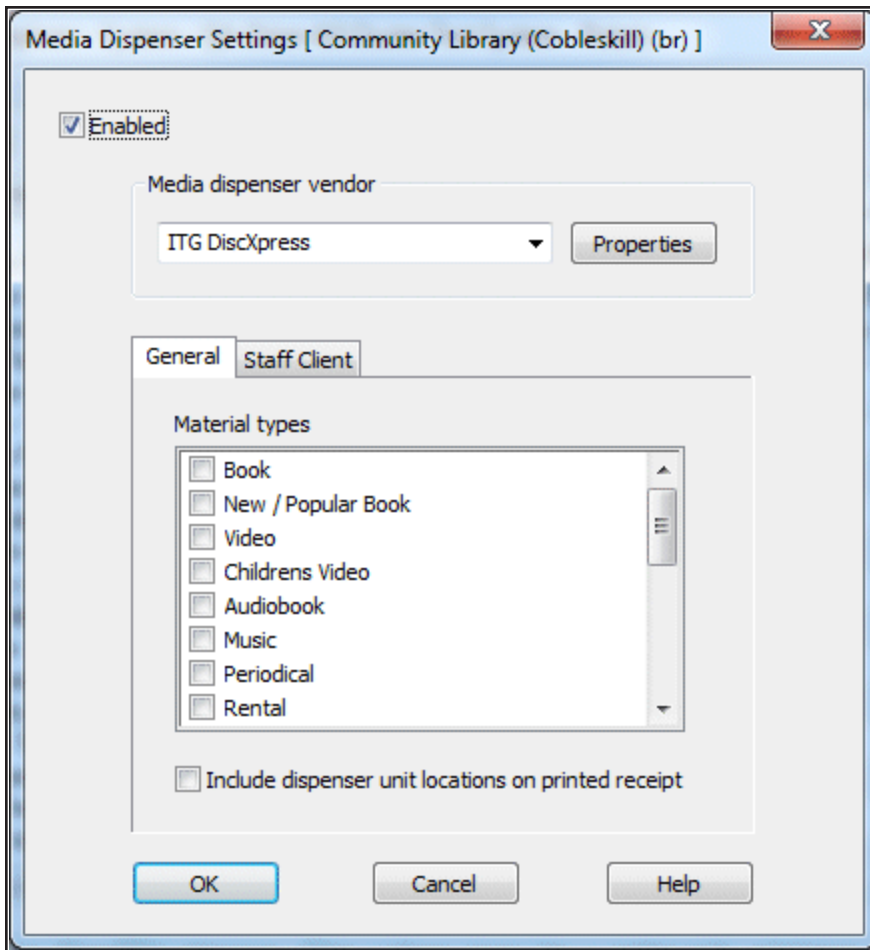 Media Dispenser Settings [ Community Library (Cobleskill) (br) ]
Enabled
Media dispenser vendor
ITG DiscXpress
Properties
General
Staff Client
Material types
Book
New / Popular Book
Video
Childrens Video
Audiobook
Music
Periodical
Rental
Include dispenser unit locations on printed receipt
OK
Cancel
Help